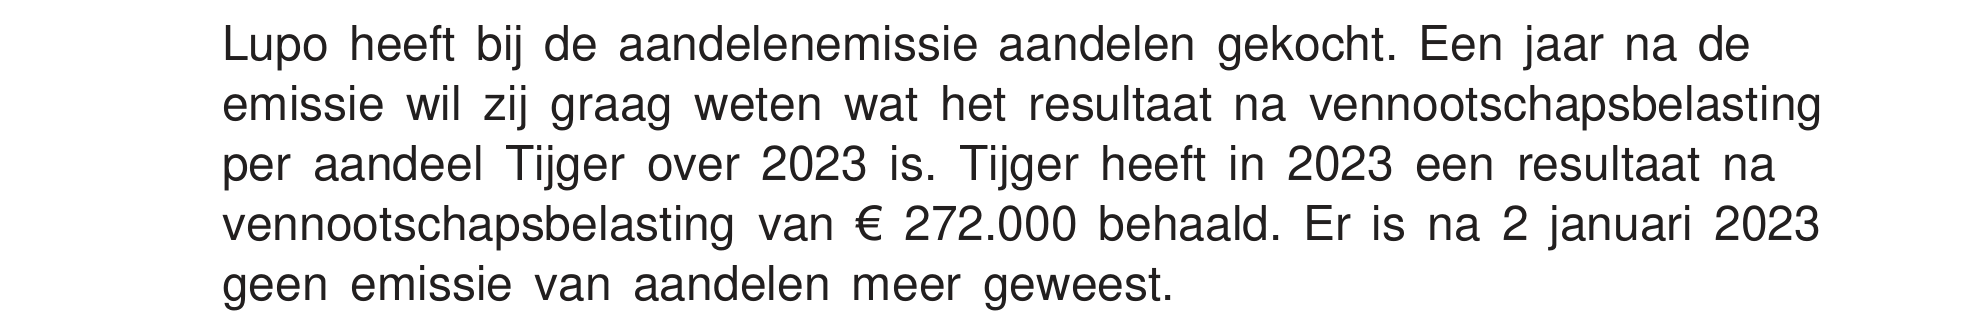 Lupo heeft bij de aandelenemissie aandelen gekocht. Een jaar na de
emissie wil zij graag weten wat het resultaat na vennootschapsbelasting
per aandeel Tijger over 2023 is. Tijger heeft in 2023 een resultaat na
vennootschapsbelasting van € 272.000 behaald. Er is na 2 januari 2023
geen emissie van aandelen meer geweest.